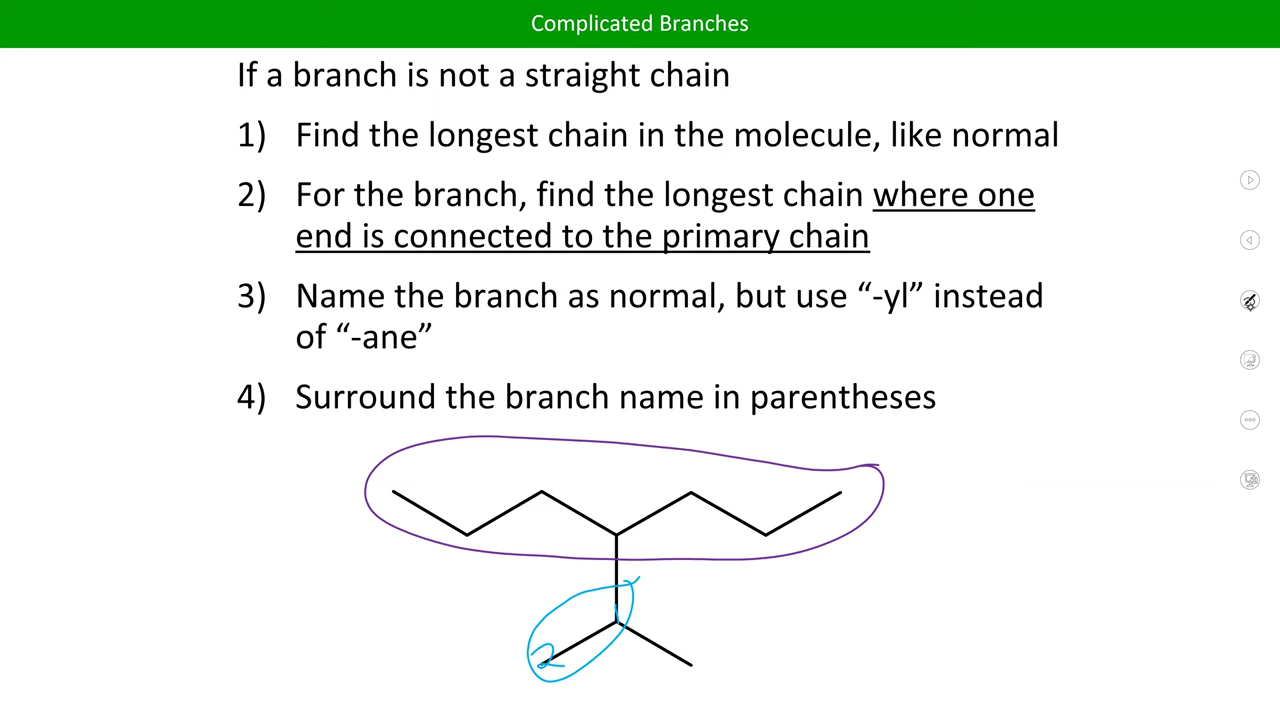 Complicated Branches
If a branch is not a straight chain
1) Find the longest chain in the molecule, like normal
2) For the branch, find the longest chain where one
end is connected to the primary chain
3) Name the branch as normal, but use “-yl” instead
of “-ane”
4) Surround the branch name in parentheses
2